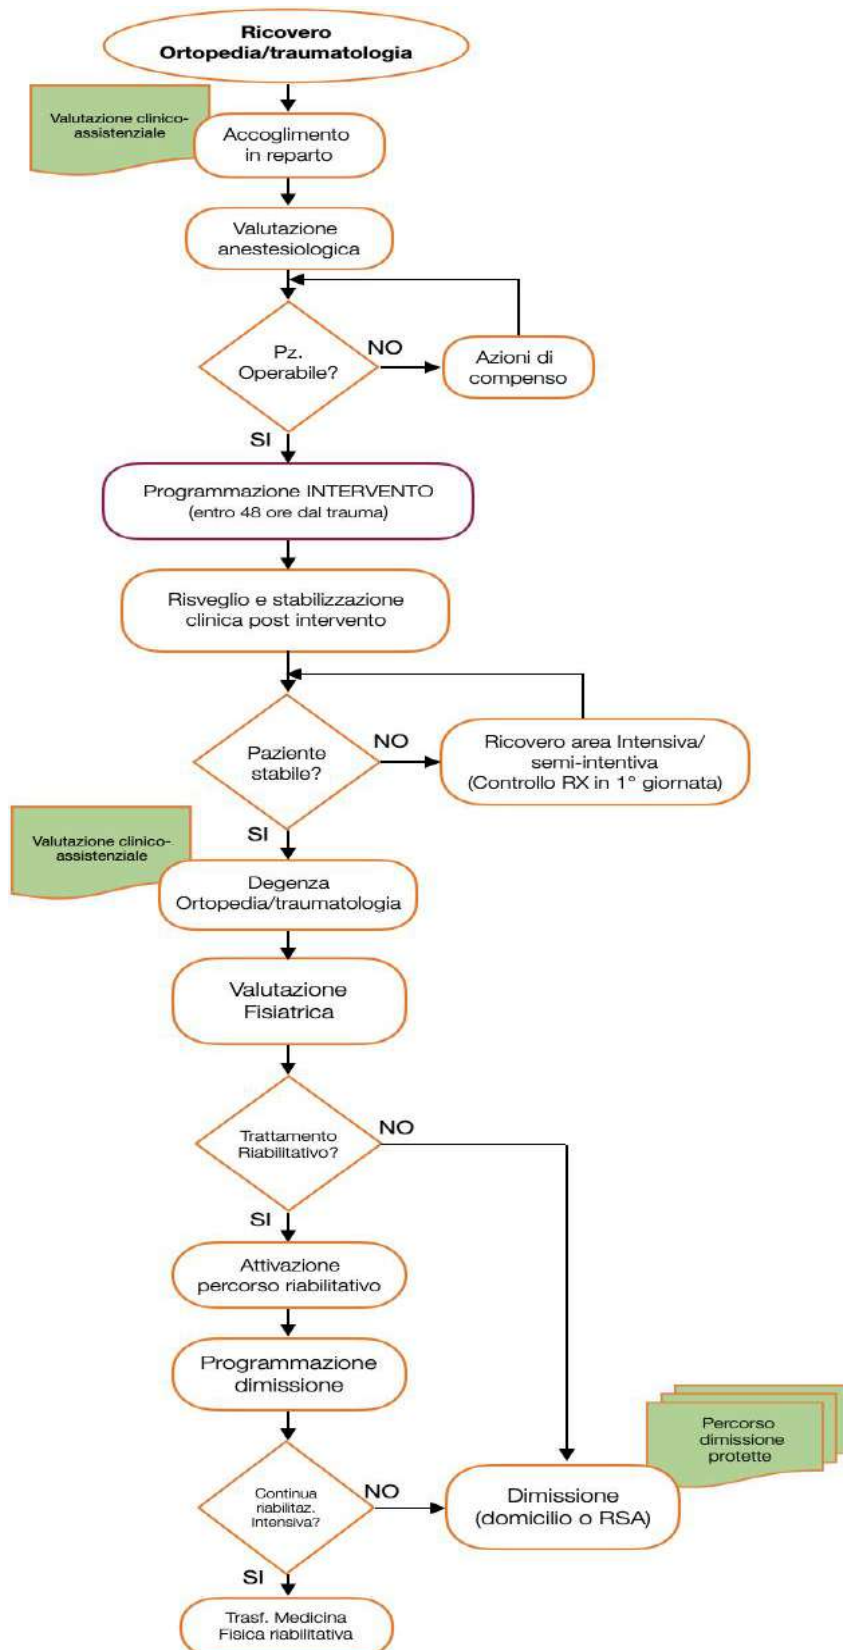 Ricovero
Ortopedia/traumatologia
Valutazione clinico-
assistenziale
Accoglimento
in reparto
Valutazione
anestesiologica
Pz.
Operabile?
NO
Azioni di
compenso
SI
Programmazione INTERVENTO
(entro 48 ore dal trauma)
Risveglio e stabilizzazione
clinica post intervento
Paziente
stabile?
NO
Ricovero area Intensiva/
semi-intentiva
(Controllo RX in 1° giornata)
SI
Valutazione clinico-
assistenziale
Degenza
Ortopedia/traumatologia
Valutazione
Fisiatrica
Trattamento
Riabilitativo?
NO
SI
Attivazione
percorso riabilitativo
Programmazione
dimissione
Percorso
dimissione
protette
Continua
riabilitaz.
Intensiva?
NO
Dimissione
(domicilio o RSA)
SI
Trasf. Medicina
Fisica riabilitativa